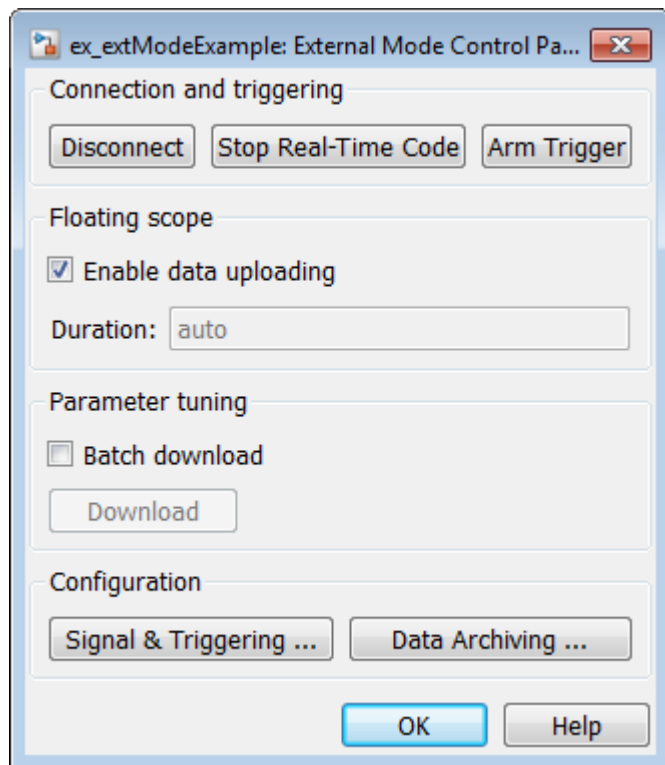 ex_extModeExample: External Mode Control Pa...
Connection and triggering
Disconnect Stop Real-Time Code Arm Trigger
Floating scope
Enable data uploading
Duration: auto
Parameter tuning
Batch download
Download
Configuration
Signal & Triggering ... Data Archiving ...
OK Help